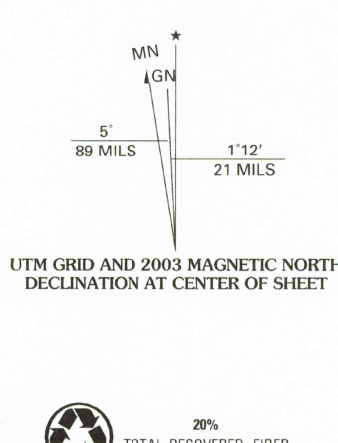 ★
MN
GN
5°
89 MILS
1°12′
21 MILS
UTM GRID AND 2003 MAGNETIC NORTH
DECLINATION AT CENTER OF SHEET
20%
TOTAL RECOVERED FIBER